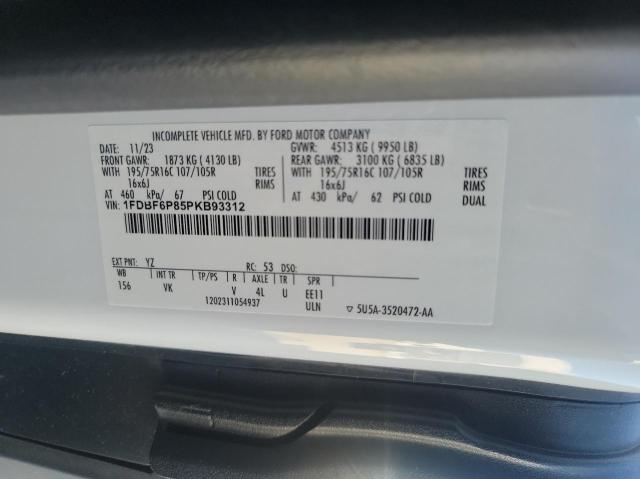 INCOMPLETE VEHICLE MFD. BY FORD MOTOR COMPANY
DATE: 11/23 GVWR: 4513 KG ( 9950 LB)
FRONT GAWR: 1873 KG ( 4130 LB) REAR GAWR: 3100 KG ( 6835 LB)
WITH 195/75R16C 107/105R TIRES WITH 195/75R16C 107/105R TIRES
16x6J RIMS 16x6J RIMS
AT 460 kPa/ 67 PSI COLD AT 430 kPa/ 62 PSI COLD DUAL
VIN: 1FDBF6P85PKB93312
EXT PNT: YZ RC: 53 DSO:
WB INT TR TP/PS R AXLE TR SPR
156 VK V 4L U EE11
1202311054937 ULN ▽ 5U5A-3520472-AA